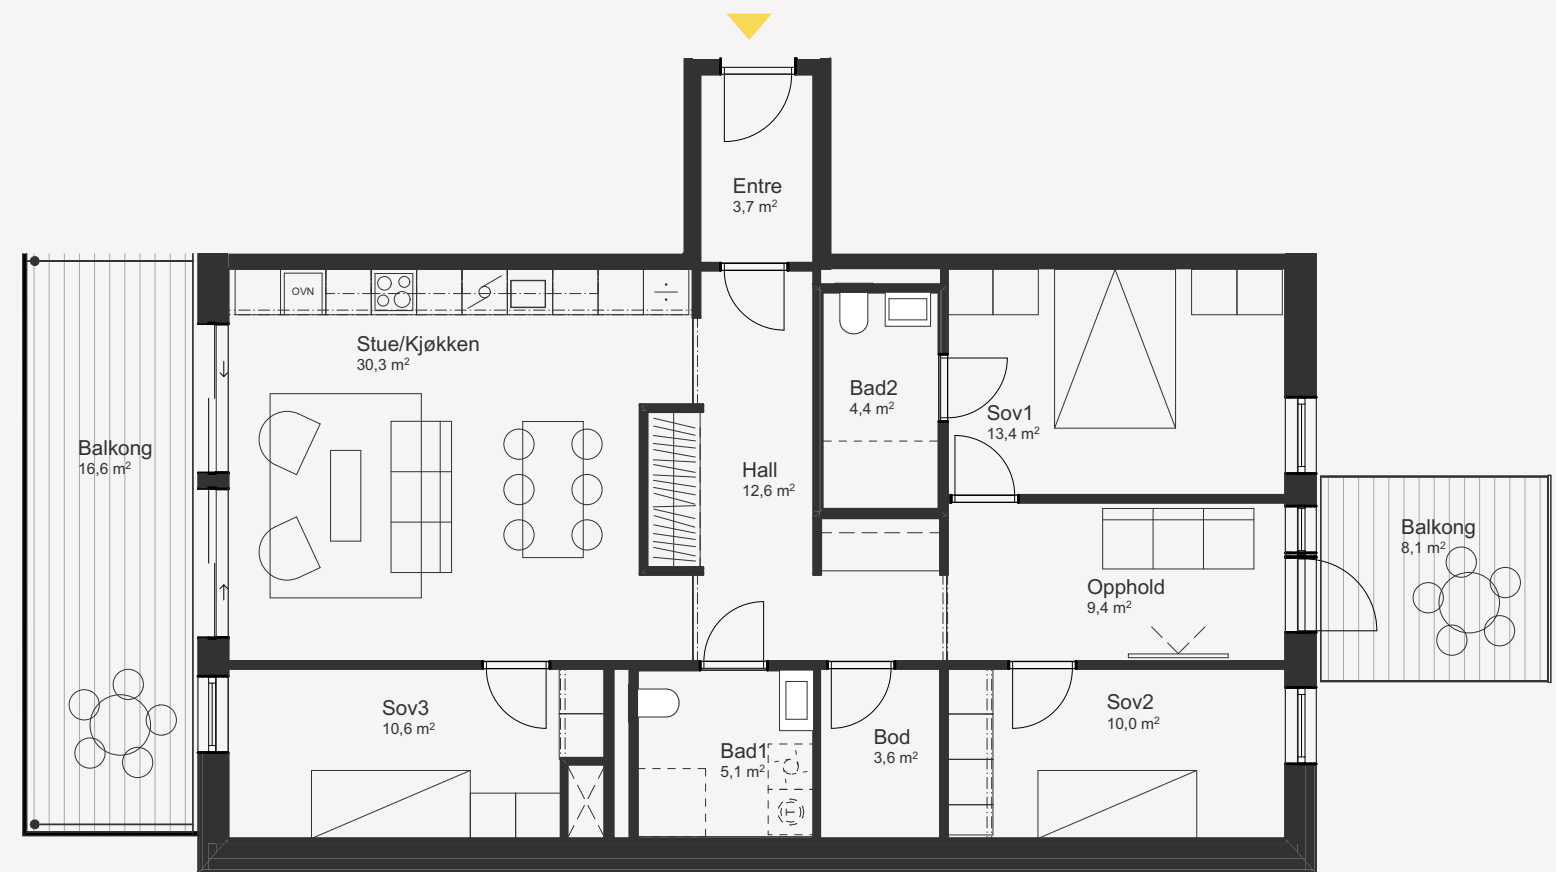 Entre
3,7 m²
OVN
Stue/Kjøkken
30,3 m²
Bad2
4,4 m²
Sov1
13,4 m²
Balkong
16,6 m²
Hall
12,6 m²
Balkong
8,1 m²
Opphold
9,4 m²
Sov3
10,6 m²
Sov2
10,0 m²
Bad1
5,1 m²
Bod
3,6 m²
T